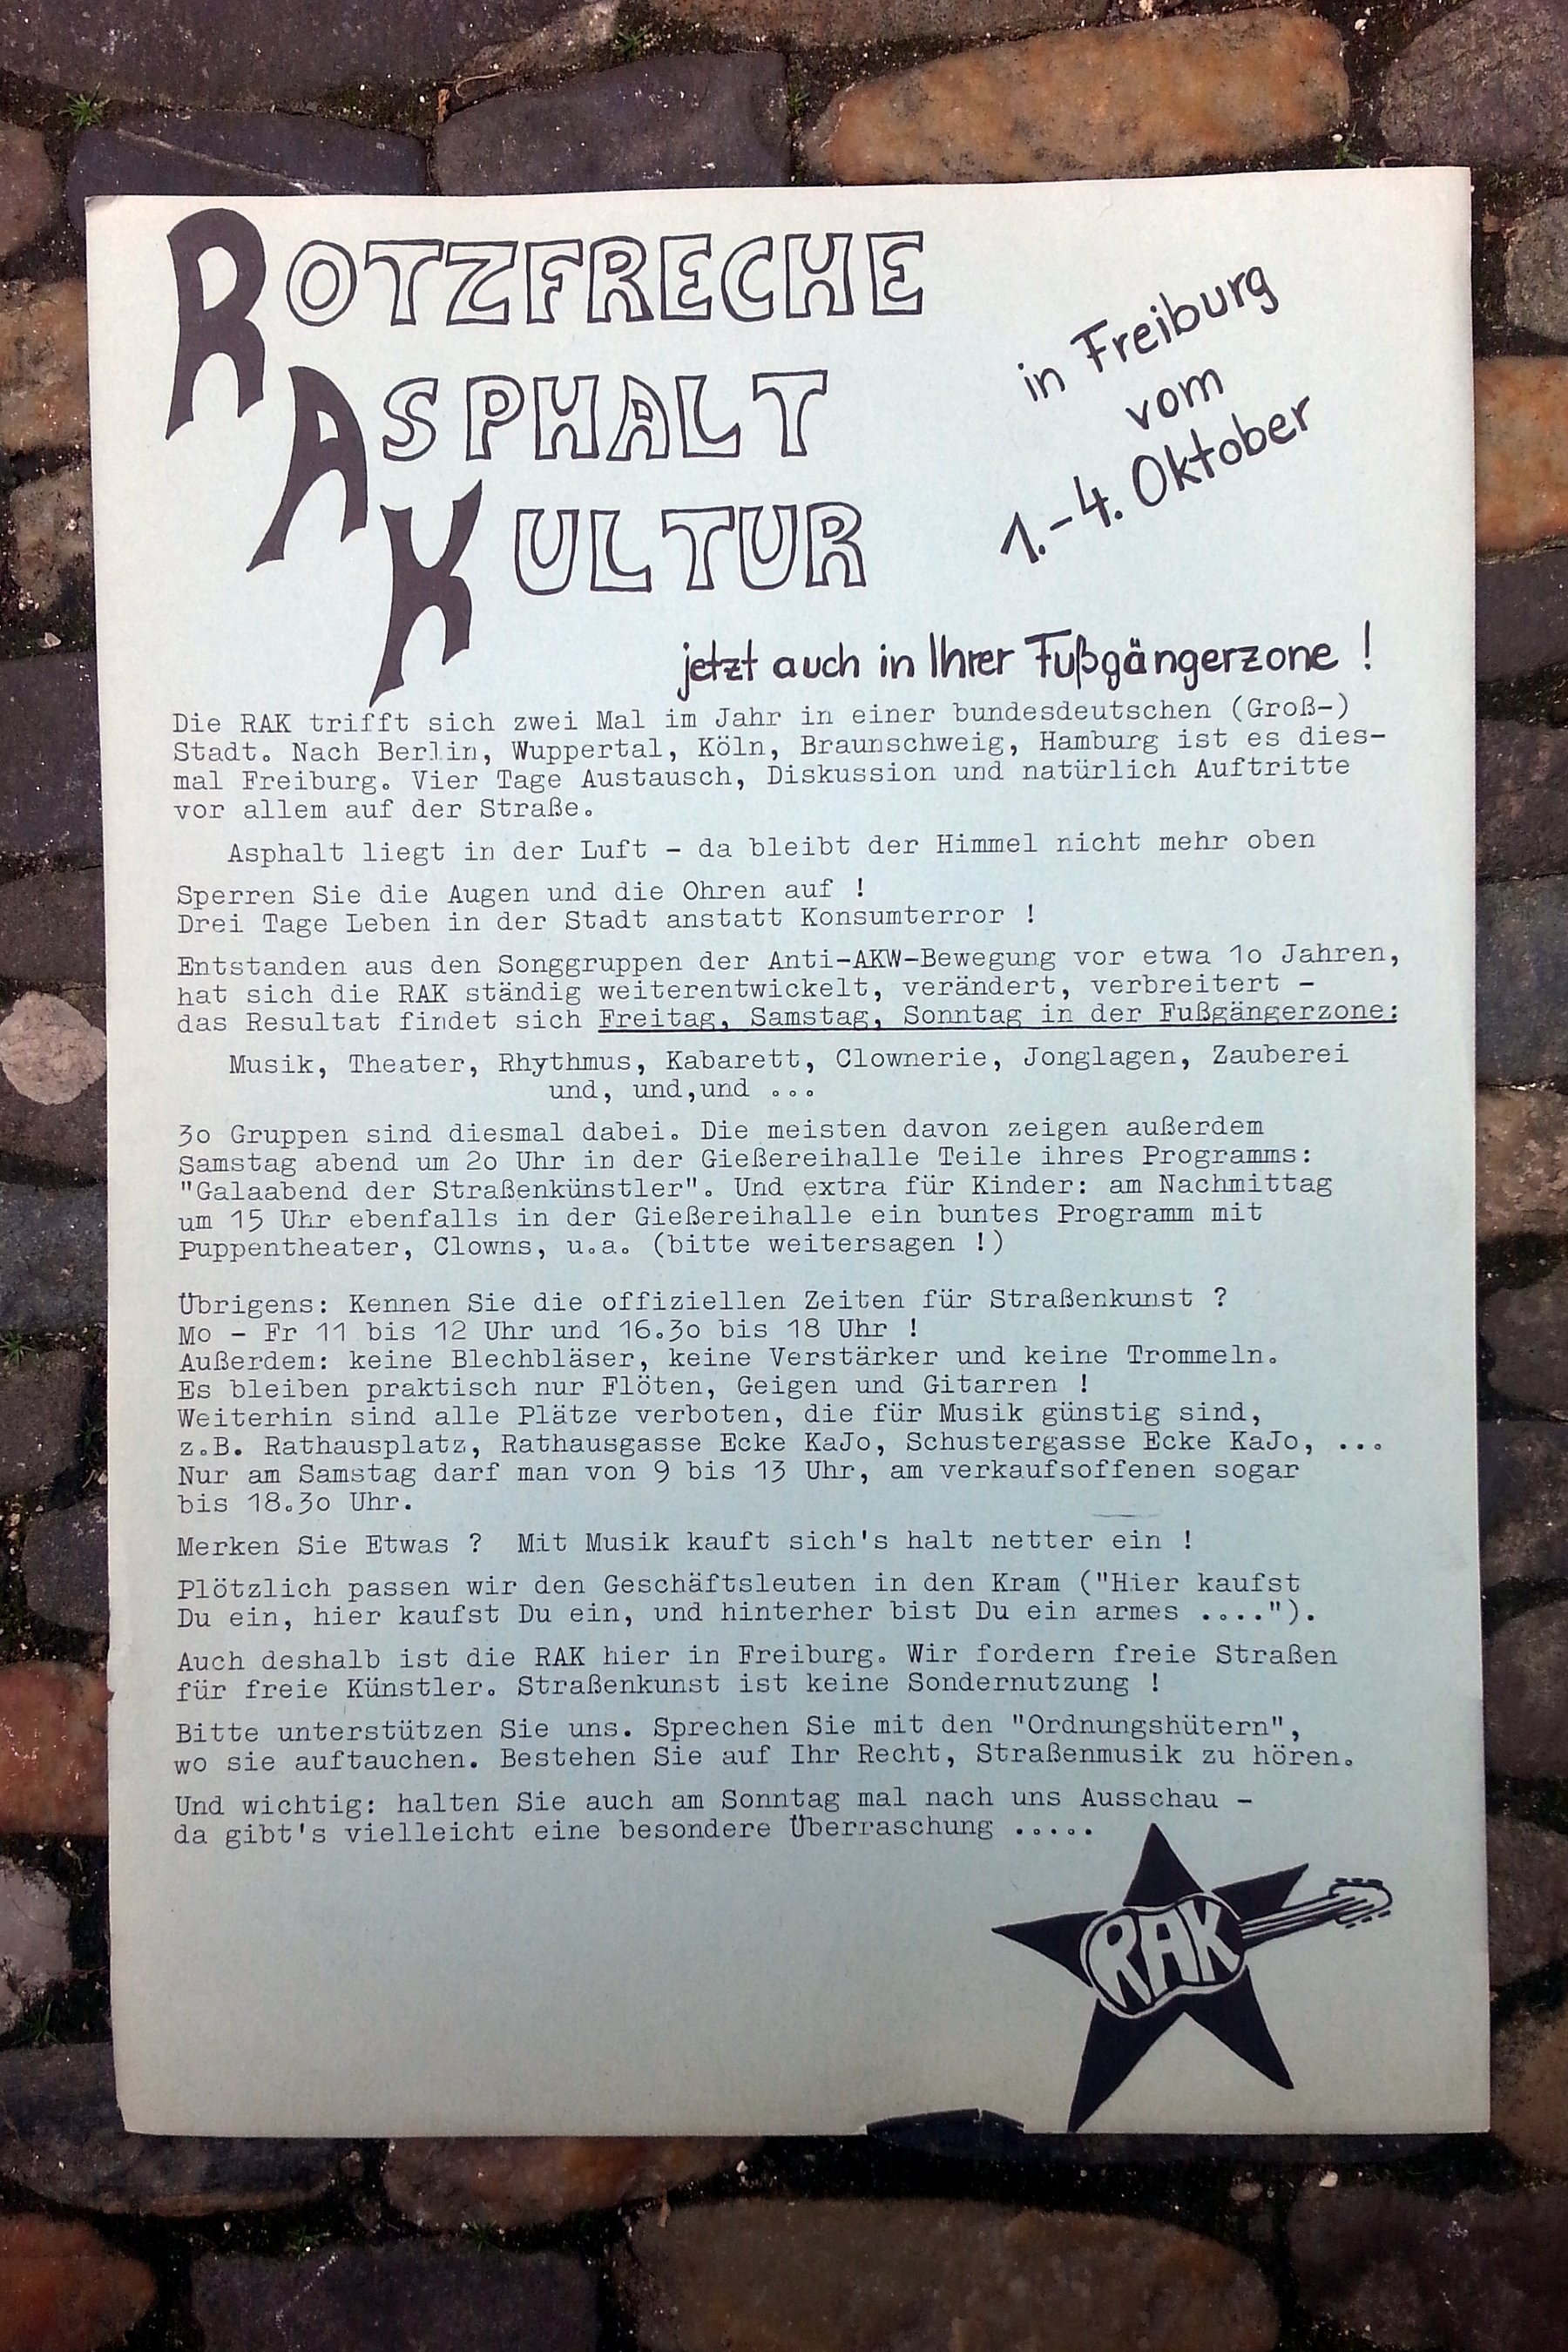 ROTZFRECHE
ASPHALT
KULTUR
in Freiburg
vom
1.-4. Oktober
jetzt auch in Ihrer Fußgängerzone !
Die RAK trifft sich zwei Mal im Jahr in einer bundesdeutschen (Groß-)
Stadt. Nach Berlin, Wuppertal, Köln, Braunschweig, Hamburg ist es dies-
mal Freiburg. Vier Tage Austausch, Diskussion und natürlich Auftritte
vor allem auf der Straße.
Asphalt liegt in der Luft - da bleibt der Himmel nicht mehr oben
Sperren Sie die Augen und die Ohren auf !
Drei Tage Leben in der Stadt anstatt Konsumterror !
Entstanden aus den Songgruppen der Anti-AKW-Bewegung vor etwa 1o Jahren,
hat sich die RAK ständig weiterentwickelt, verändert, verbreitert -
das Resultat findet sich Freitag, Samstag, Sonntag in der Fußgängerzone:
Musik, Theater, Rhythmus, Kabarett, Clownerie, Jonglagen, Zauberei
und, und,und ...
3o Gruppen sind diesmal dabei. Die meisten davon zeigen außerdem
Samstag abend um 2o Uhr in der Gießereihalle Teile ihres Programms:
"Galaabend der Straßenkünstler". Und extra für Kinder: am Nachmittag
um 15 Uhr ebenfalls in der Gießereihalle ein buntes Programm mit
Puppentheater, Clowns, u.a. (bitte weitersagen !)
Übrigens: Kennen Sie die offiziellen Zeiten für Straßenkunst ?
Mo - Fr 11 bis 12 Uhr und 16.3o bis 18 Uhr !
Außerdem: keine Blechbläser, keine Verstärker und keine Trommeln.
Es bleiben praktisch nur Flöten, Geigen und Gitarren !
Weiterhin sind alle Plätze verboten, die für Musik günstig sind,
z.B. Rathausplatz, Rathausgasse Ecke KaJo, Schustergasse Ecke KaJo, ...
Nur am Samstag darf man von 9 bis 13 Uhr, am verkaufsoffenen sogar
bis 18.3o Uhr.
Merken Sie Etwas ? Mit Musik kauft sich's halt netter ein !
Plötzlich passen wir den Geschäftsleuten in den Kram ("Hier kaufst
Du ein, hier kaufst Du ein, und hinterher bist Du ein armes ....").
Auch deshalb ist die RAK hier in Freiburg. Wir fordern freie Straßen
für freie Künstler. Straßenkunst ist keine Sondernutzung !
Bitte unterstützen Sie uns. Sprechen Sie mit den "Ordnungshütern",
wo sie auftauchen. Bestehen Sie auf Ihr Recht, Straßenmusik zu hören.
Und wichtig: halten Sie auch am Sonntag mal nach uns Ausschau -
da gibt's vielleicht eine besondere Überraschung .....
RAK